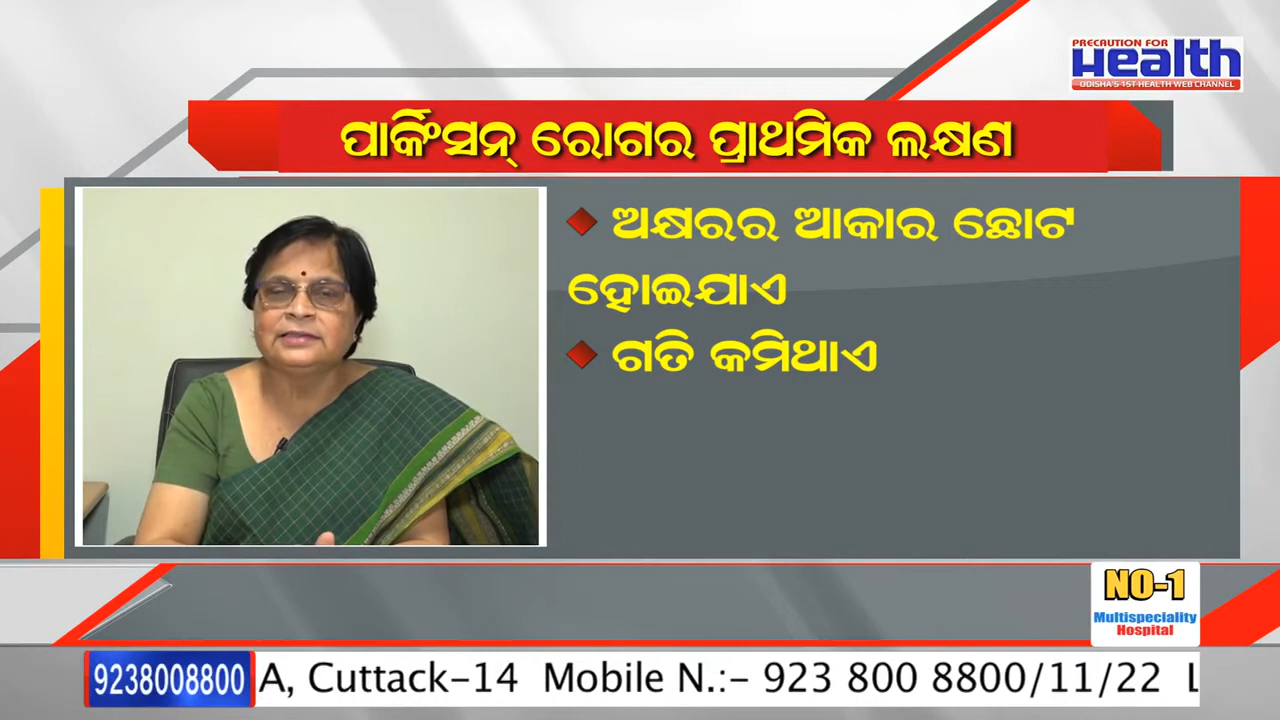 PRECAUTION FOR
Health
ODISHA'S 1ST HEALTH WEB CHANNEL
ପାର୍କିଂସନ୍ ରୋଗର ପ୍ରାଥମିକ ଲକ୍ଷଣ
ଅକ୍ଷରର ଆକାର ଛୋଟ
ହୋଇଯାଏ
ଗତି କମିଥାଏ
NO-1
Multispeciality
Hospital
9238008800 A, Cuttack-14 Mobile N.:- 923 800 8800/11/22